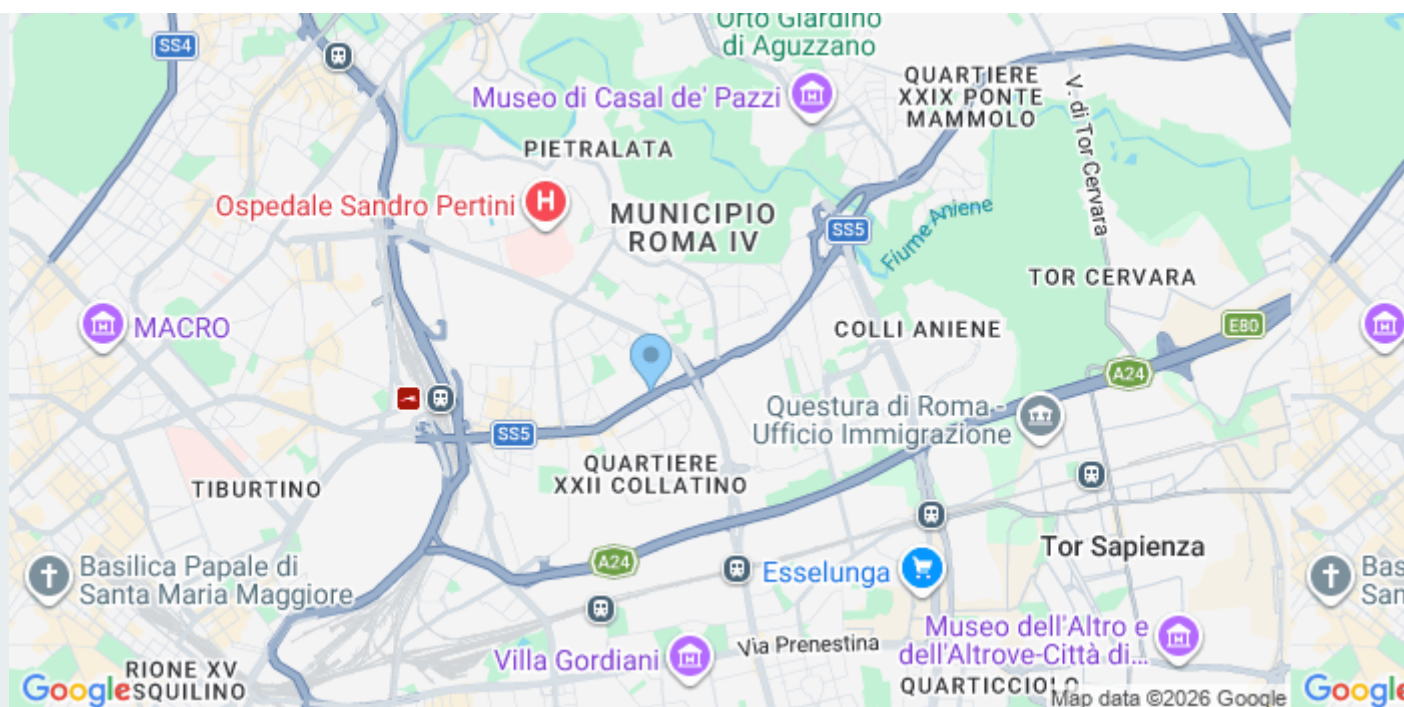 Orto Giardino
di Aguzzano
SS4
QUARTIERE
XXIX PONTE
MAMMOLO
Museo di Casal de' Pazzi
V. di Tor Cervara
PIETRALATA
Ospedale Sandro Pertini
H
MUNICIPIO
ROMA IV
SS5
Fiume Aniene
TOR CERVARA
MACRO
COLLI ANIENE
E80
A24
Questura di Roma -
Ufficio Immigrazione
SS5
QUARTIERE
XXII COLLATINO
TIBURTINO
Tor Sapienza
A24
Esselunga
Basilica Papale di
Santa Maria Maggiore
Bas
San
Museo dell'Altro e
dell'Altrove-Città di...
Via Prenestina
Villa Gordiani
RIONE XV
ESQUILINO
QUARTICCIOLO
Google
Map data ©2026 Google
Google